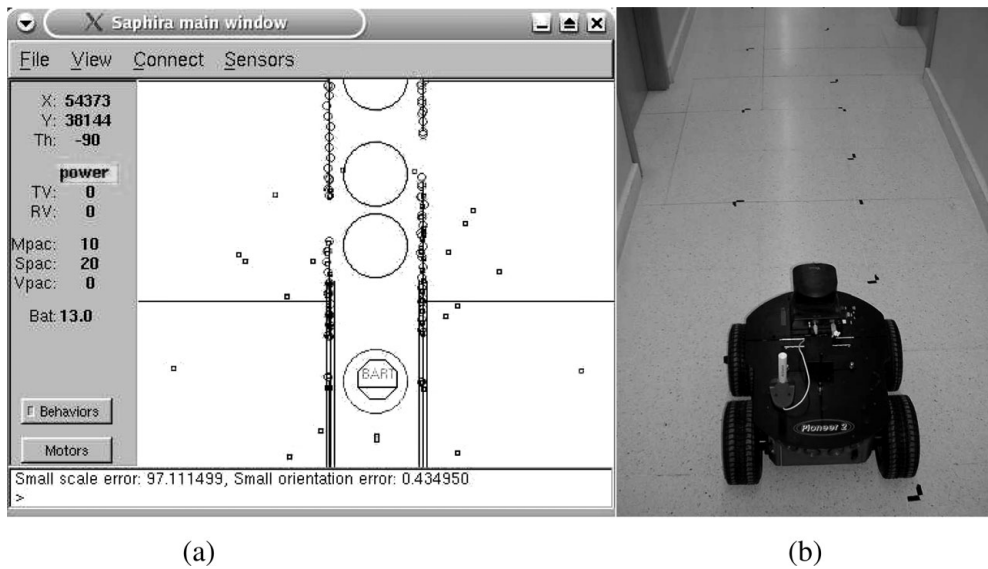 Saphira main window
File View Connect Sensors
X: 54373
Y: 38144
Th: -90
power
TV: 0
RV: 0
Mpac: 10
Spac: 20
Vpac: 0
Bat: 13.0
Behaviors
Motors
BART
Small scale error: 97.111499, Small orientation error: 0.434950
>
Pioneer 2
(a) (b)